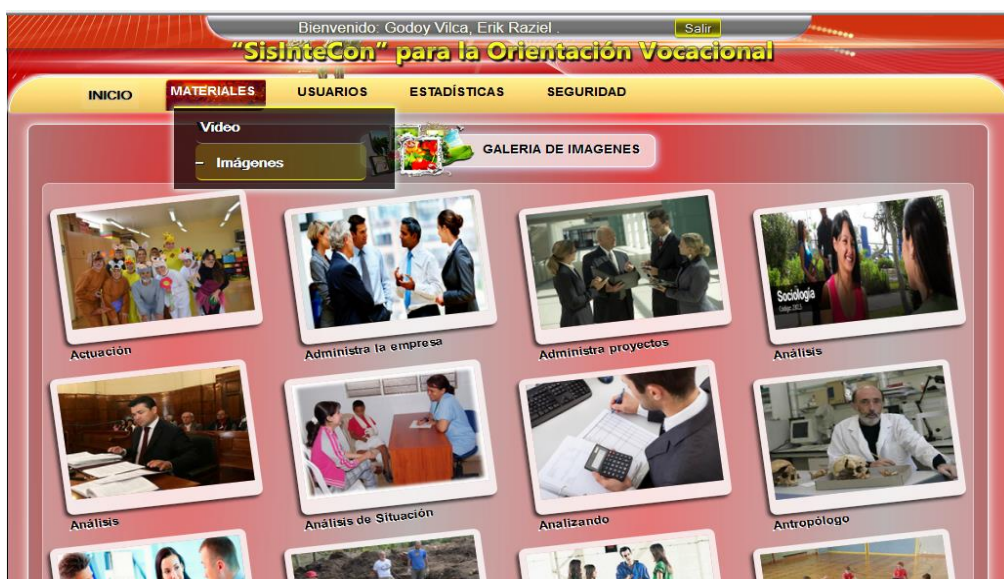 Bienvenido: Godoy Vilca, Erik Raziel .
Salir
“SisInteCon” para la Orientación Vocacional
INICIO MATERIALES USUARIOS ESTADÍSTICAS SEGURIDAD
Video
– Imágenes
GALERIA DE IMAGENES
Sociología
Actuación
Administra la empresa
Administra proyectos
Análisis
Análisis
Análisis de Situación
Analizando
Antropólogo